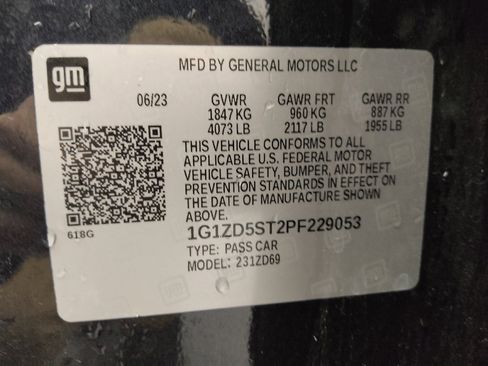 gm
MFD BY GENERAL MOTORS LLC
06/23 GVWR GAWR FRT GAWR RR
1847 KG 960 KG 887 KG
4073 LB 2117 LB 1955 LB
THIS VEHICLE CONFORMS TO ALL
APPLICABLE U.S. FEDERAL MOTOR
VEHICLE SAFETY, BUMPER, AND THEFT
PREVENTION STANDARDS IN EFFECT ON
THE DATE OF MANUFACTURE SHOWN
ABOVE.
618G
1G1ZD5ST2PF229053
TYPE: PASS CAR
MODEL: 231ZD69